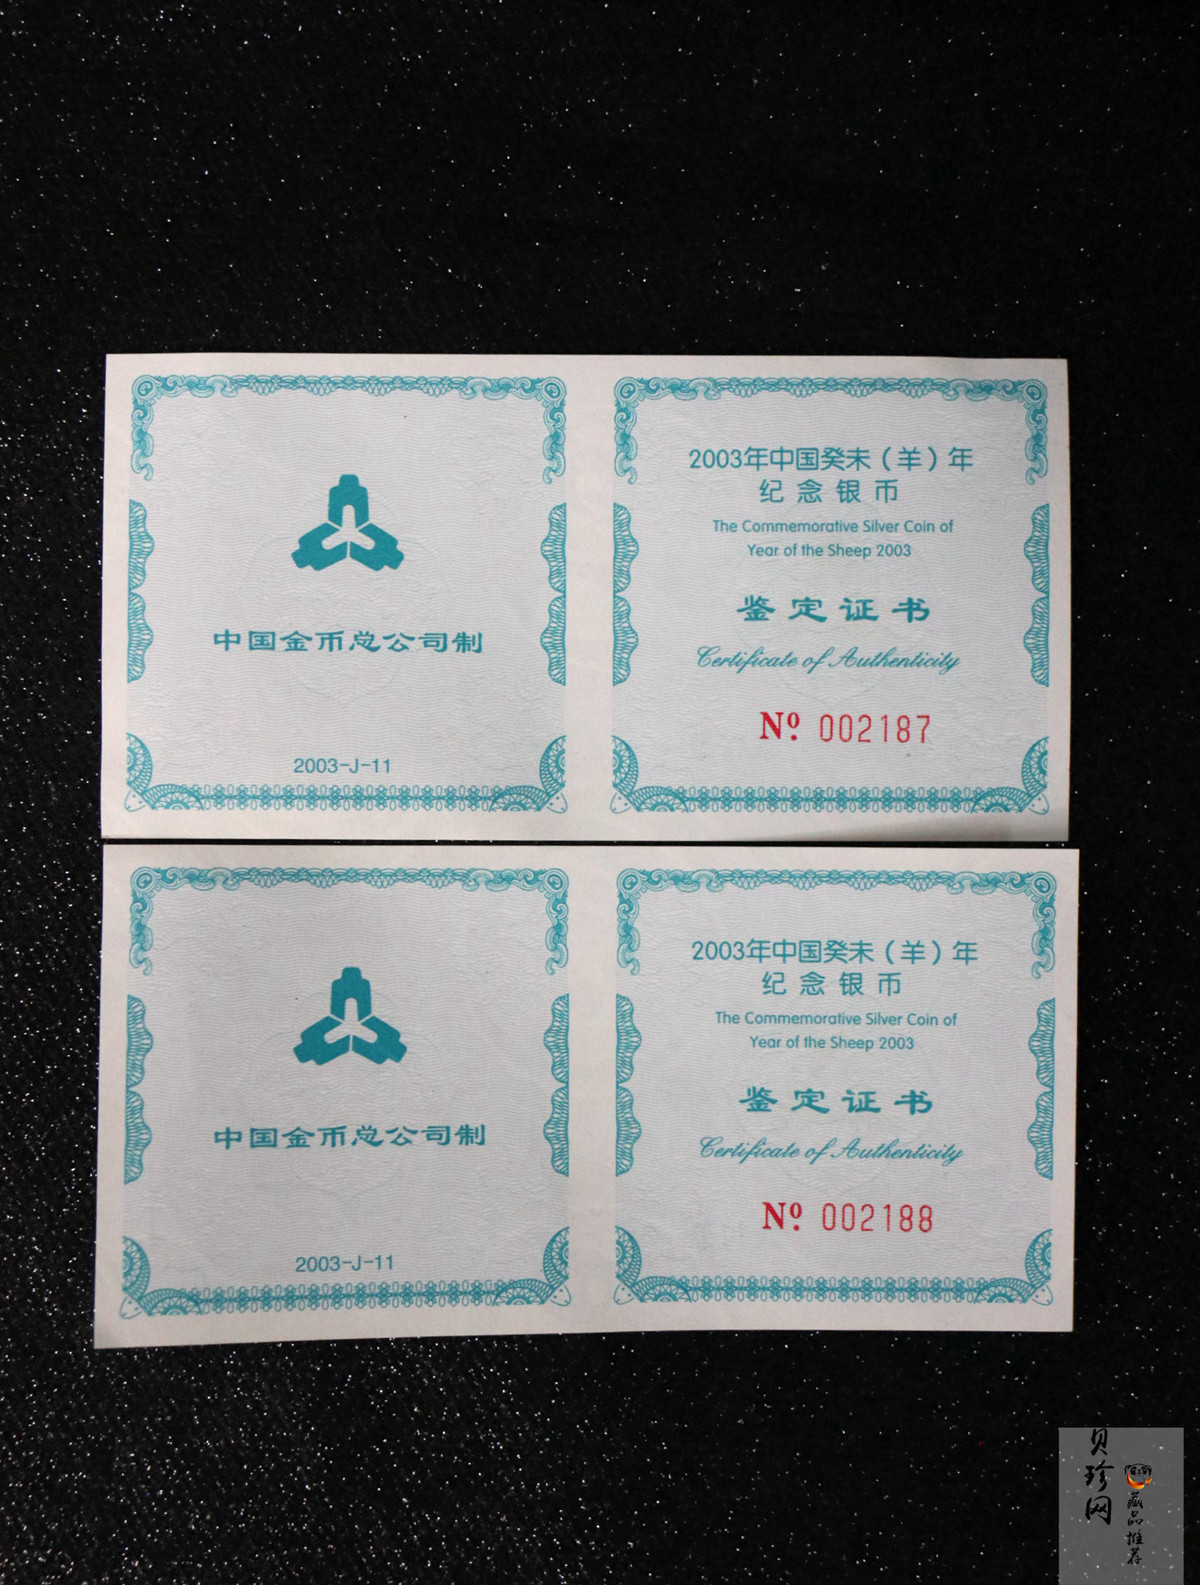 中国金币总公司制
2003-J-11
2003年中国癸未（羊）年
纪念银币
The Commemorative Silver Coin of
Year of the Sheep 2003
鉴定证书
Certificate of Authenticity
Nº 002187
中国金币总公司制
2003-J-11
2003年中国癸未（羊）年
纪念银币
The Commemorative Silver Coin of
Year of the Sheep 2003
鉴定证书
Certificate of Authenticity
Nº 002188
贝珍网
藏品推荐